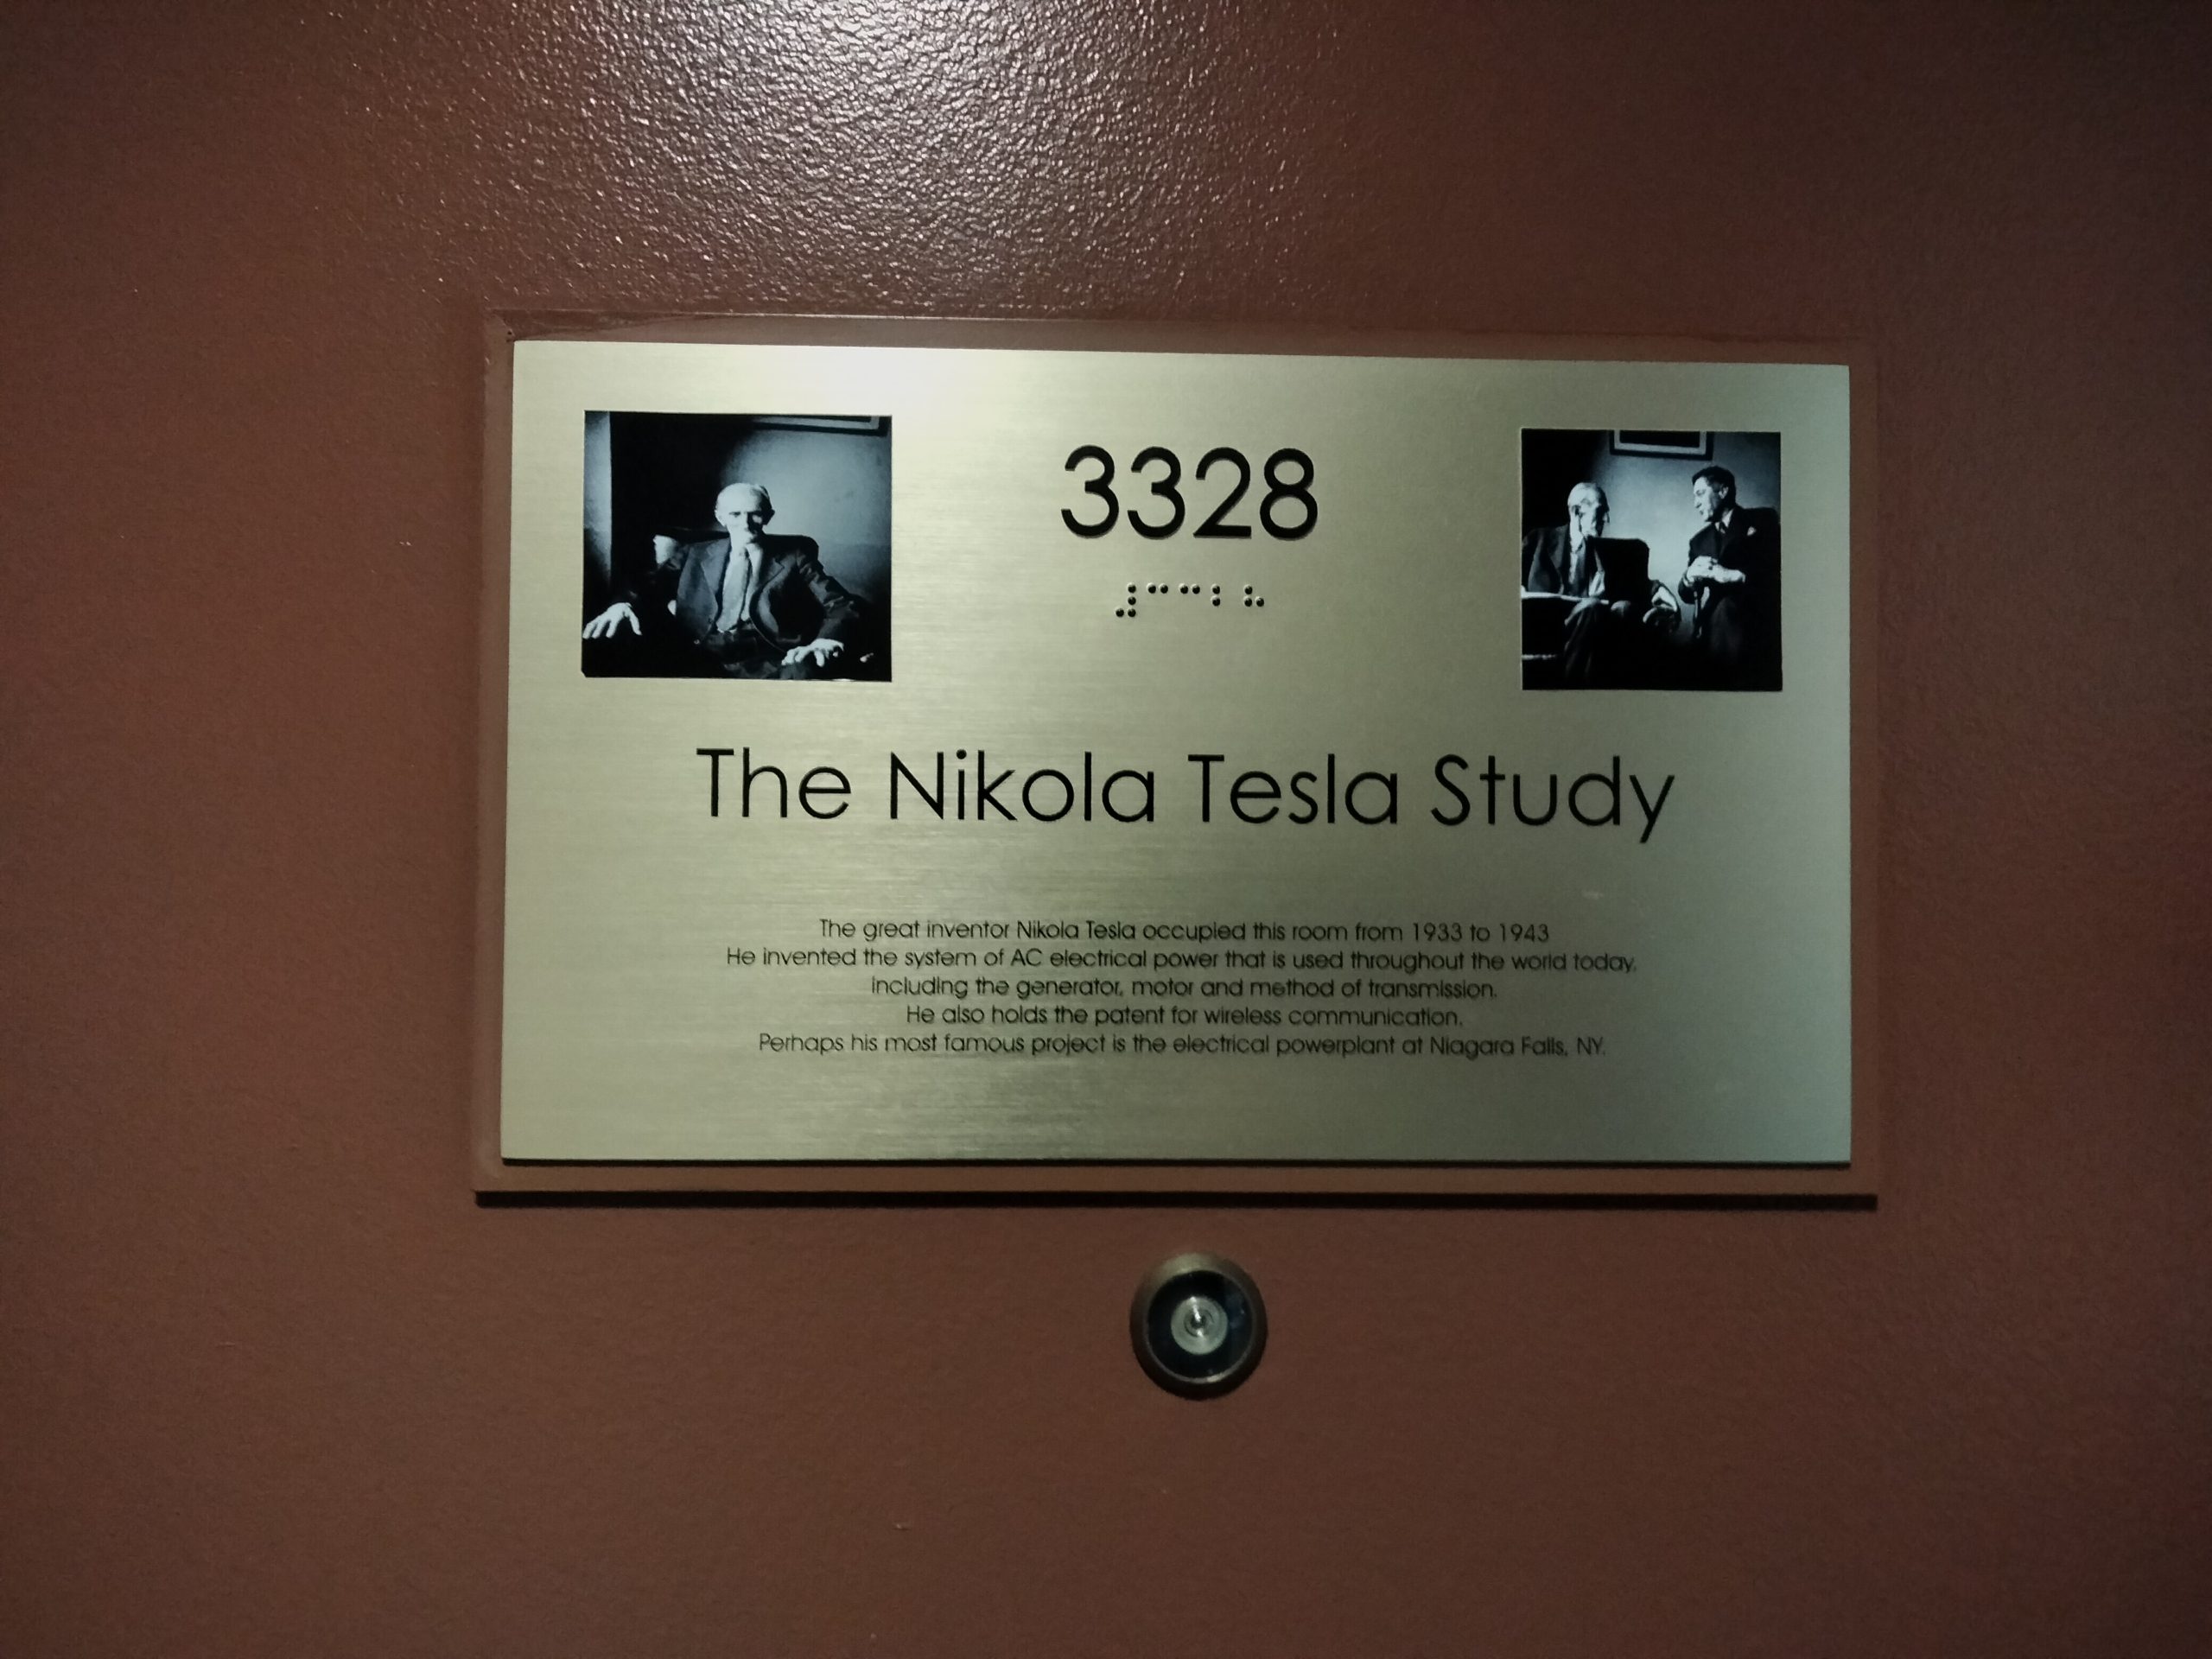 3328
⠼⠉⠉⠃⠓
The Nikola Tesla Study
The great inventor Nikola Tesla occupied this room from 1933 to 1943
He invented the system of AC electrical power that is used throughout the world today,
including the generator, motor and method of transmission.
He also holds the patent for wireless communication.
Perhaps his most famous project is the electrical powerplant at Niagara Falls, NY.